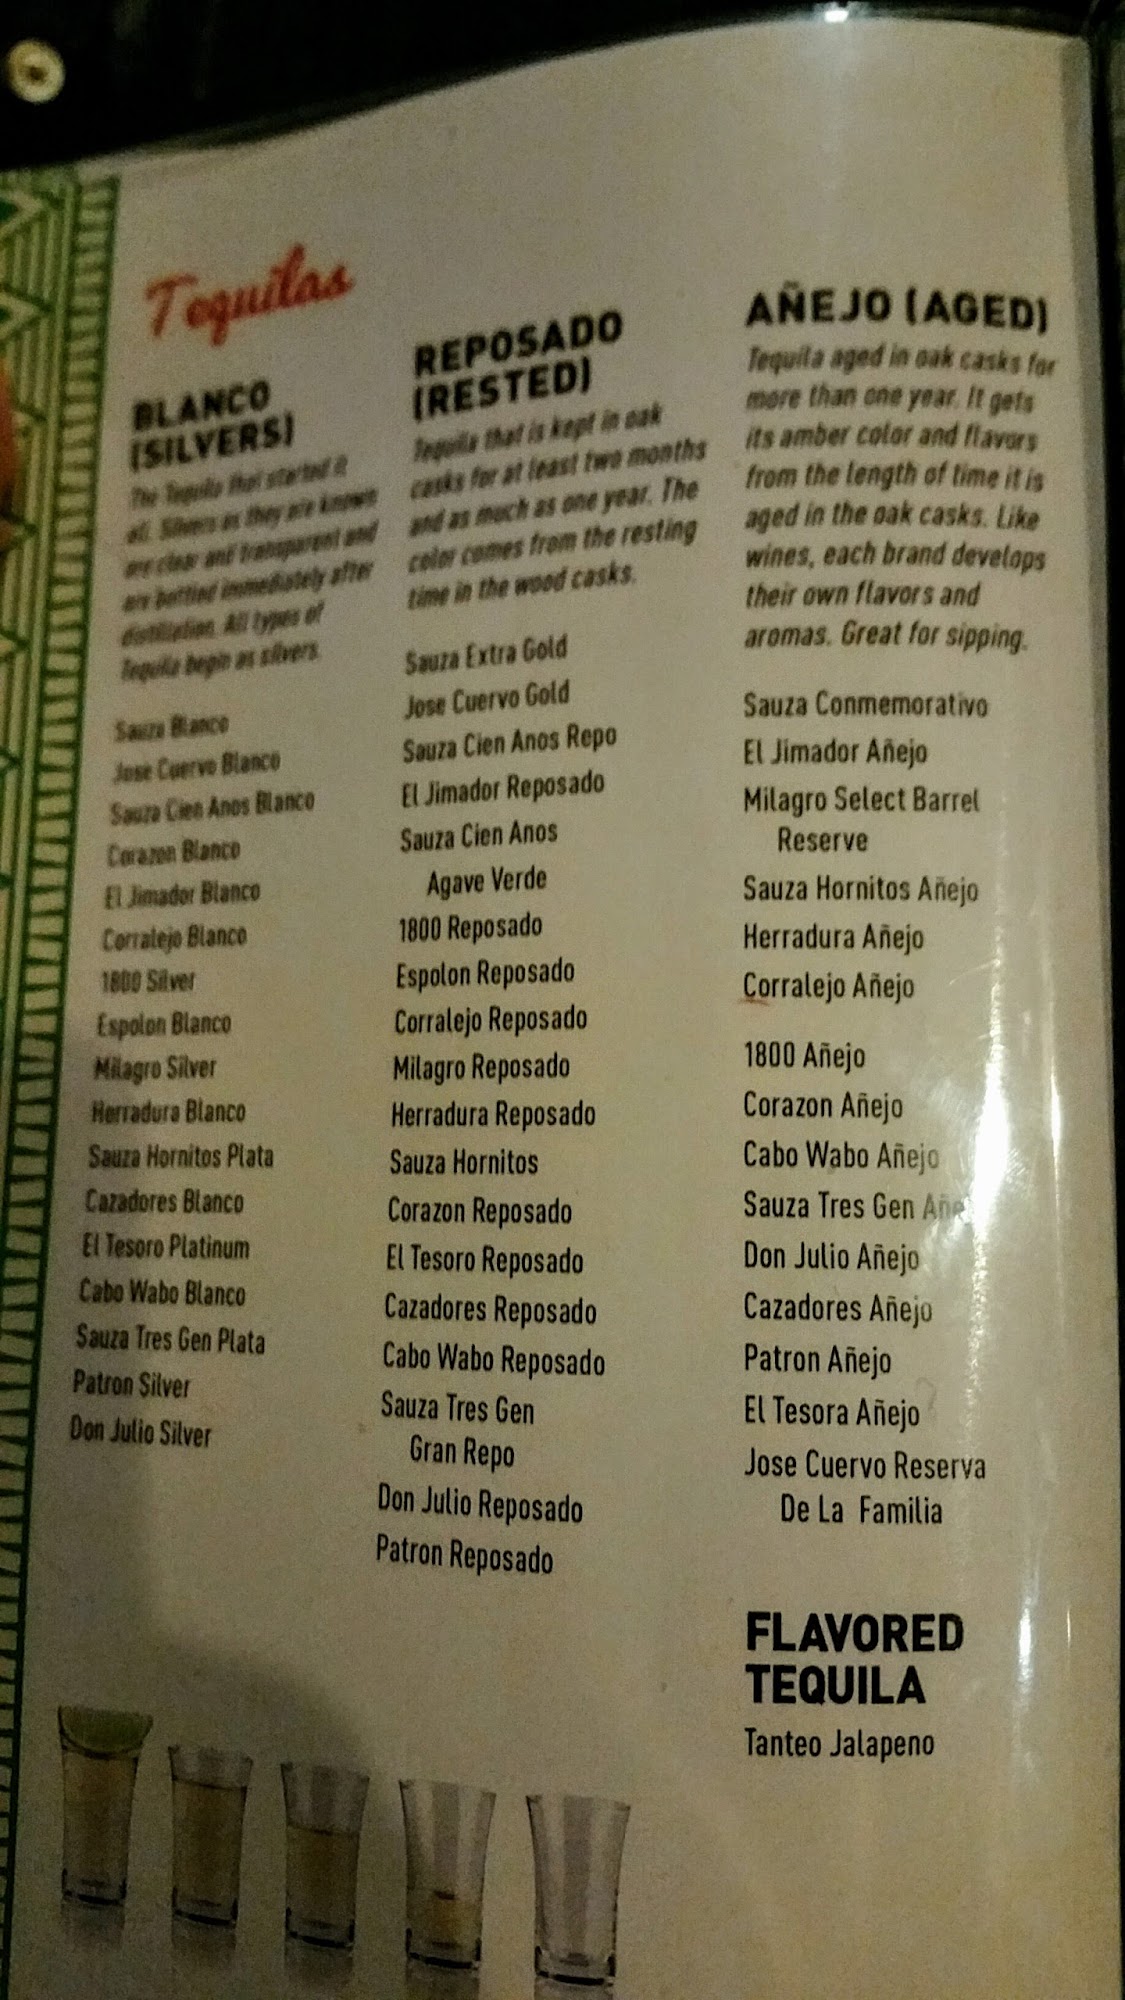 Tequilas
BLANCO
(SILVERS)
The Tequila that started it
all. Silvers as they are known
are clear and transparent and
are bottled immediately after
distillation. All types of
Tequila begin as silvers.
Sauza Blanco
Jose Cuervo Blanco
Sauza Cien Anos Blanco
Corazon Blanco
El Jimador Blanco
Corralejo Blanco
1800 Silver
Espolon Blanco
Milagro Silver
Herradura Blanco
Sauza Hornitos Plata
Cazadores Blanco
El Tesoro Platinum
Cabo Wabo Blanco
Sauza Tres Gen Plata
Patron Silver
Don Julio Silver
REPOSADO
(RESTED)
Tequila that is kept in oak
casks for at least two months
and as much as one year. The
color comes from the resting
time in the wood casks.
Sauza Extra Gold
Jose Cuervo Gold
Sauza Cien Anos Repo
El Jimador Reposado
Sauza Cien Anos
Agave Verde
1800 Reposado
Espolon Reposado
Corralejo Reposado
Milagro Reposado
Herradura Reposado
Sauza Hornitos
Corazon Reposado
El Tesoro Reposado
Cazadores Reposado
Cabo Wabo Reposado
Sauza Tres Gen
Gran Repo
Don Julio Reposado
Patron Reposado
AÑEJO (AGED)
Tequila aged in oak casks for
more than one year. It gets
its amber color and flavors
from the length of time it is
aged in the oak casks. Like
wines, each brand develops
their own flavors and
aromas. Great for sipping.
Sauza Conmemorativo
El Jimador Añejo
Milagro Select Barrel
Reserve
Sauza Hornitos Añejo
Herradura Añejo
Corralejo Añejo
1800 Añejo
Corazon Añejo
Cabo Wabo Añejo
Sauza Tres Gen
Don Julio Añejo
Cazadores Añejo
Patron Añejo
El Tesora Añejo
Jose Cuervo Reserva
De La Familia
FLAVORED
TEQUILA
Tanteo Jalapeno